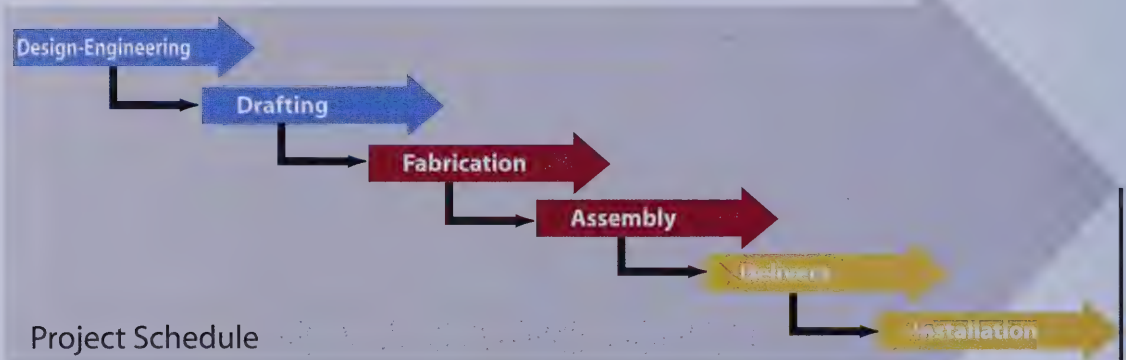 Design-Engineering
Drafting
Fabrication
Assembly
Delivery
Installation
Project Schedule